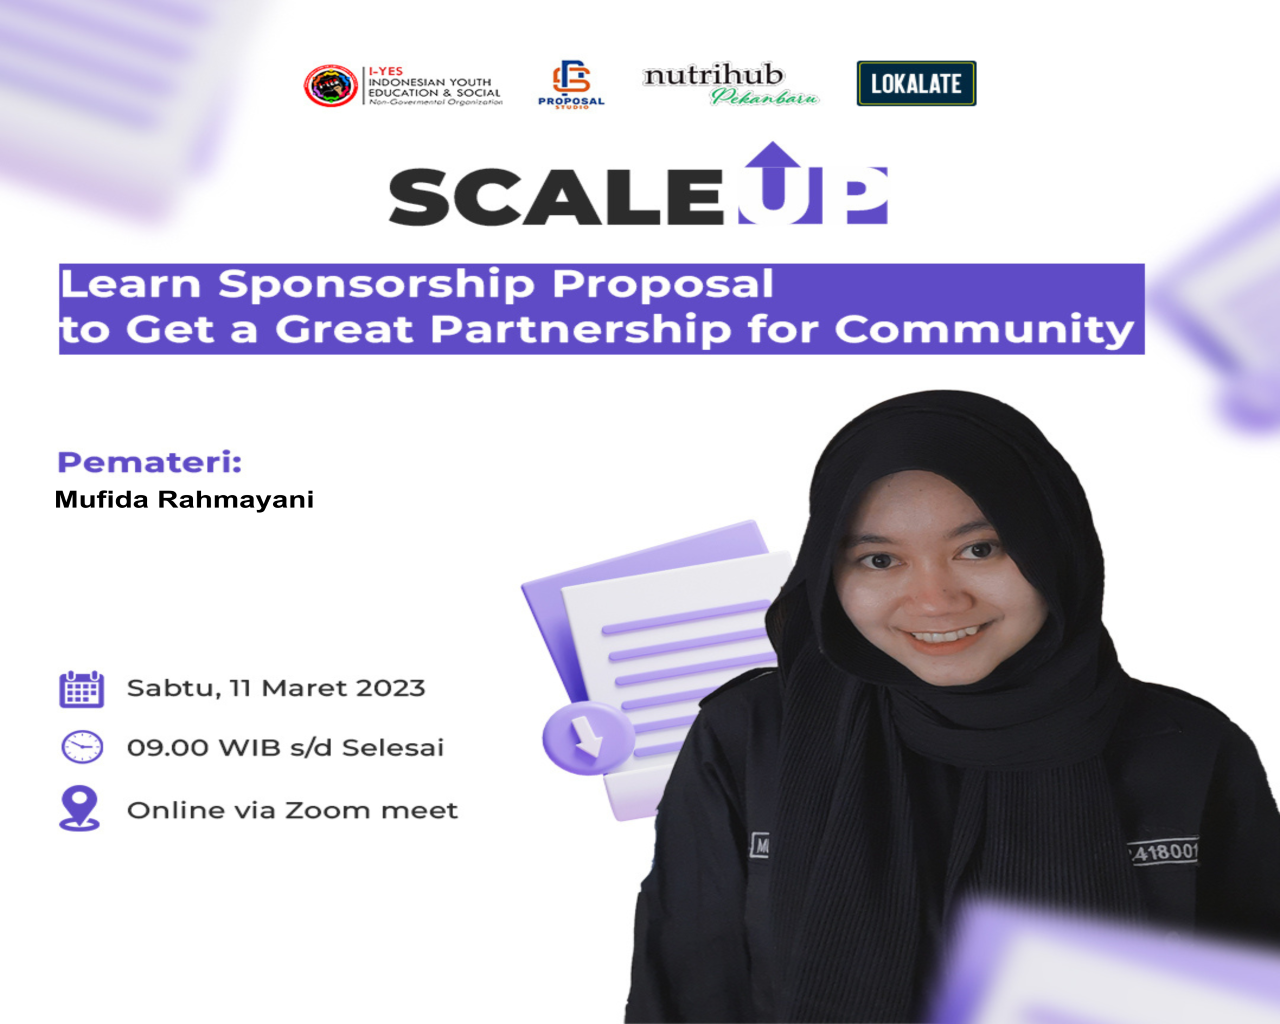 I-YES
INDONESIAN YOUTH
EDUCATION & SOCIAL
Non-Govermental Organization
PROPOSAL
STUDIO
nutrihub
Pekanbaru
LOKALATE
SCALE UP
Learn Sponsorship Proposal
to Get a Great Partnership for Community
Pemateri:
Mufida Rahmayani
Sabtu, 11 Maret 2023
09.00 WIB s/d Selesai
Online via Zoom meet
418001